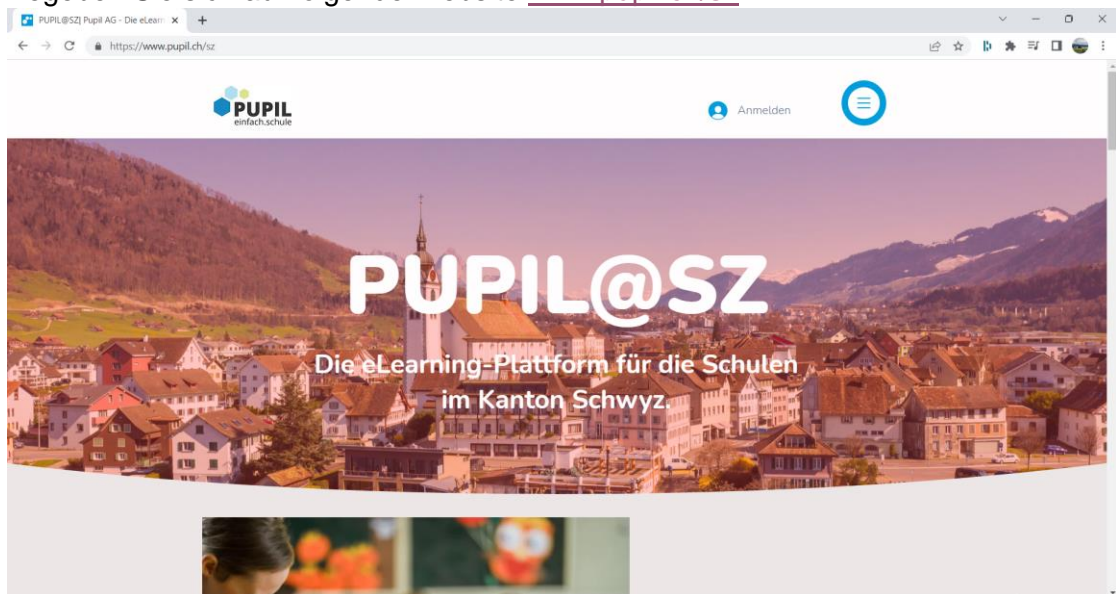 PUPIL@SZ| Pupil AG - Die eLearn
https://www.pupil.ch/sz
PUPIL
einfach.schule
Anmelden
PUPIL@SZ
Die eLearning-Plattform für die Schulen
im Kanton Schwyz.